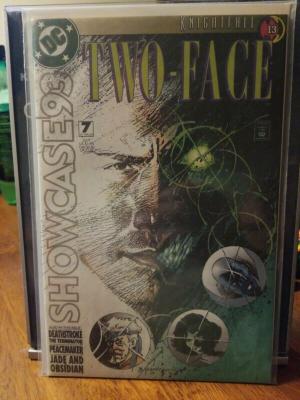 DC
KNIGHTFALL
13
TWO-FACE
SHOWCASE 93
7
DEATHSTROKE
THE TERMINATOR
PEACEMAKER
JADE AND
OBSIDIAN